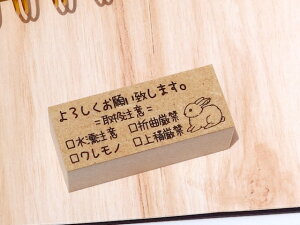 よろしくお願い致します。
=取扱注意=
□水濡注意 □折曲厳禁
□ワレモノ □上積厳禁